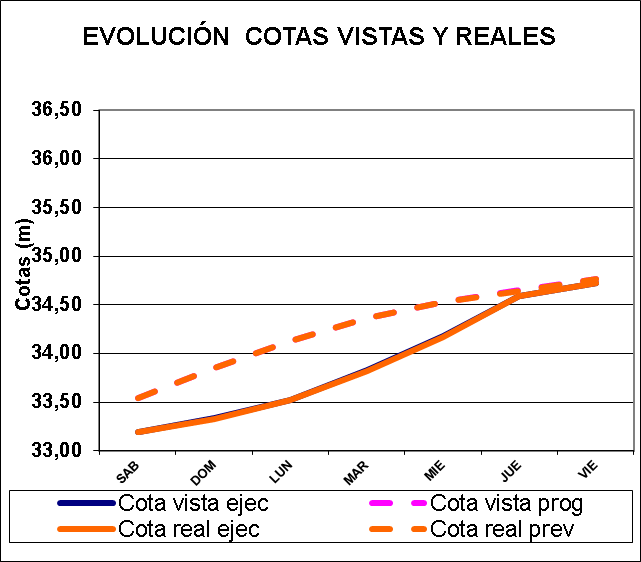 EVOLUCIÓN  COTAS VISTAS Y REALES
36,50
36,00
35,50
35,00
34,50
34,00
33,50
33,00
Cotas (m)
SAB DOM LUN MAR MIE JUE VIE
Cota vista ejec Cota vista prog
Cota real ejec Cota real prev